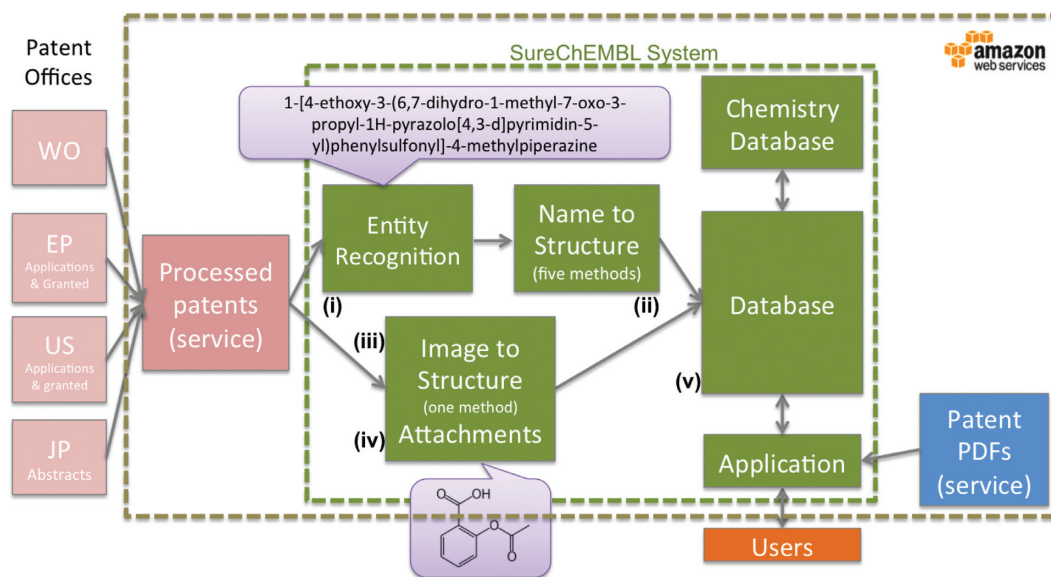 Patent
Offices
WO
EP
Applications
& Granted
US
Applications
& granted
JP
Abstracts
Processed
patents
(service)
SureChEMBL System
amazon
web services
1-[4-ethoxy-3-(6,7-dihydro-1-methyl-7-oxo-3-
propyl-1H-pyrazolo[4,3-d]pyrimidin-5-
yl)phenylsulfonyl]-4-methylpiperazine
Entity
Recognition
(i)
Name to
Structure
(five methods)
(ii)
(iii)
Image to
Structure
(one method)
(iv)
Attachments
O
OH
O
O
Chemistry
Database
Database
(v)
Application
Patent
PDFs
(service)
Users